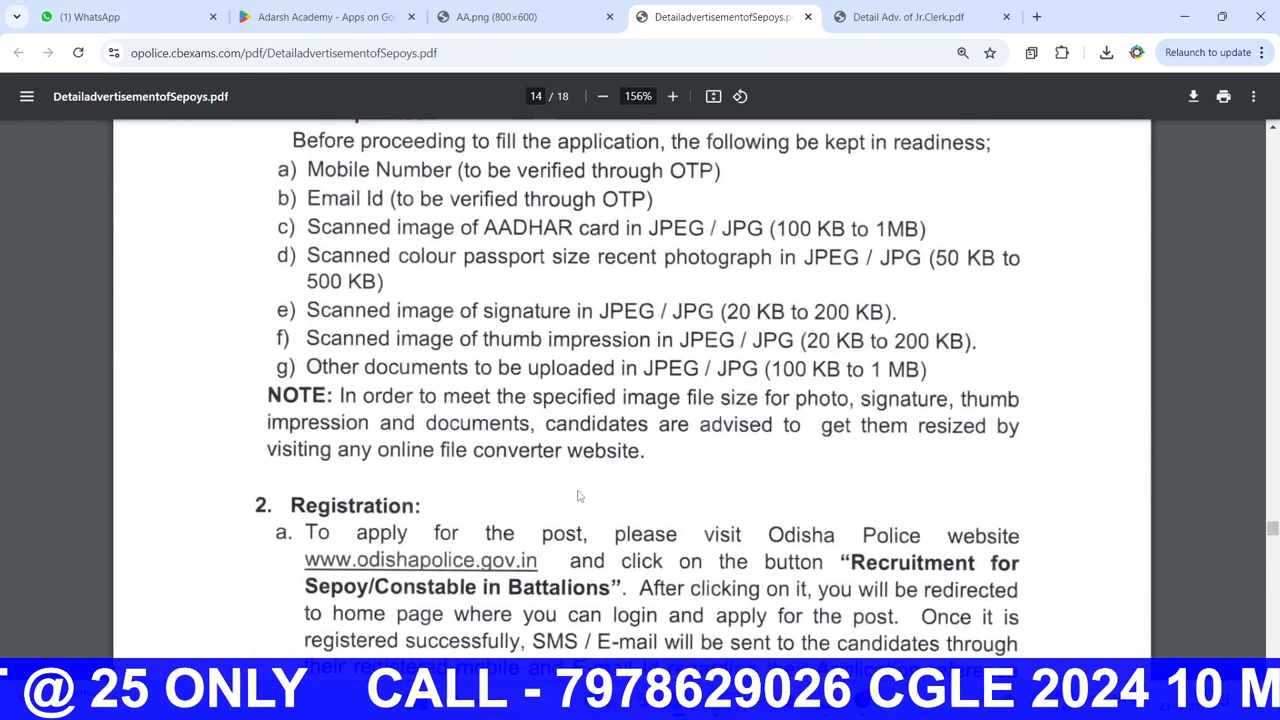 (1) WhatsApp
Adarsh Academy - Apps on Go
AA.png (800×600)
DetailadvertisementofSepoys.p
Detail Adv. of Jr.Clerk.pdf
opolice.cbexams.com/pdf/DetailadvertisementofSepoys.pdf
Relaunch to update
DetailadvertisementofSepoys.pdf
14 / 18
156%
Before proceeding to fill the application, the following be kept in readiness;
a) Mobile Number (to be verified through OTP)
b) Email Id (to be verified through OTP)
c) Scanned image of AADHAR card in JPEG / JPG (100 KB to 1MB)
d) Scanned colour passport size recent photograph in JPEG / JPG (50 KB to
500 KB)
e) Scanned image of signature in JPEG / JPG (20 KB to 200 KB).
f) Scanned image of thumb impression in JPEG / JPG (20 KB to 200 KB).
g) Other documents to be uploaded in JPEG / JPG (100 KB to 1 MB)
NOTE: In order to meet the specified image file size for photo, signature, thumb
impression and documents, candidates are advised to get them resized by
visiting any online file converter website.
2. Registration:
a. To apply for the post, please visit Odisha Police website
www.odishapolice.gov.in and click on the button “Recruitment for
Sepoy/Constable in Battalions”. After clicking on it, you will be redirected
to home page where you can login and apply for the post. Once it is
registered successfully, SMS / E-mail will be sent to the candidates through
T @ 25 ONLY CALL - 7978629026 CGLE 2024 10 M